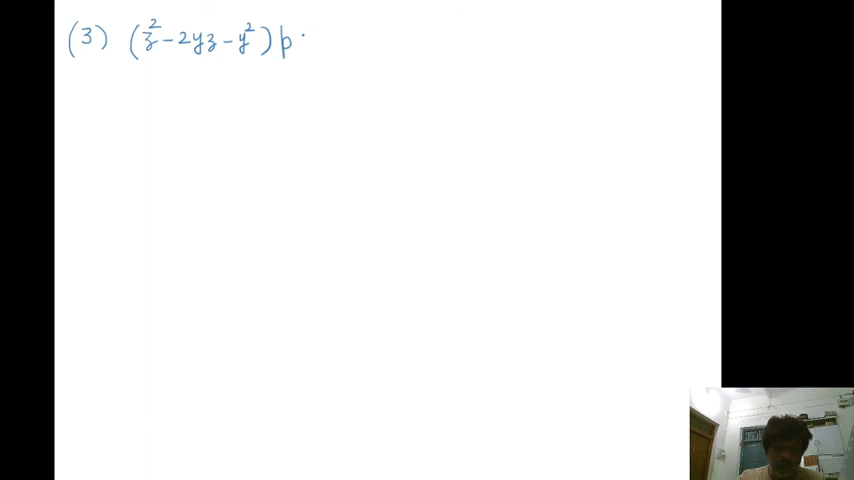 (3) (z² - 2yz - y²) p